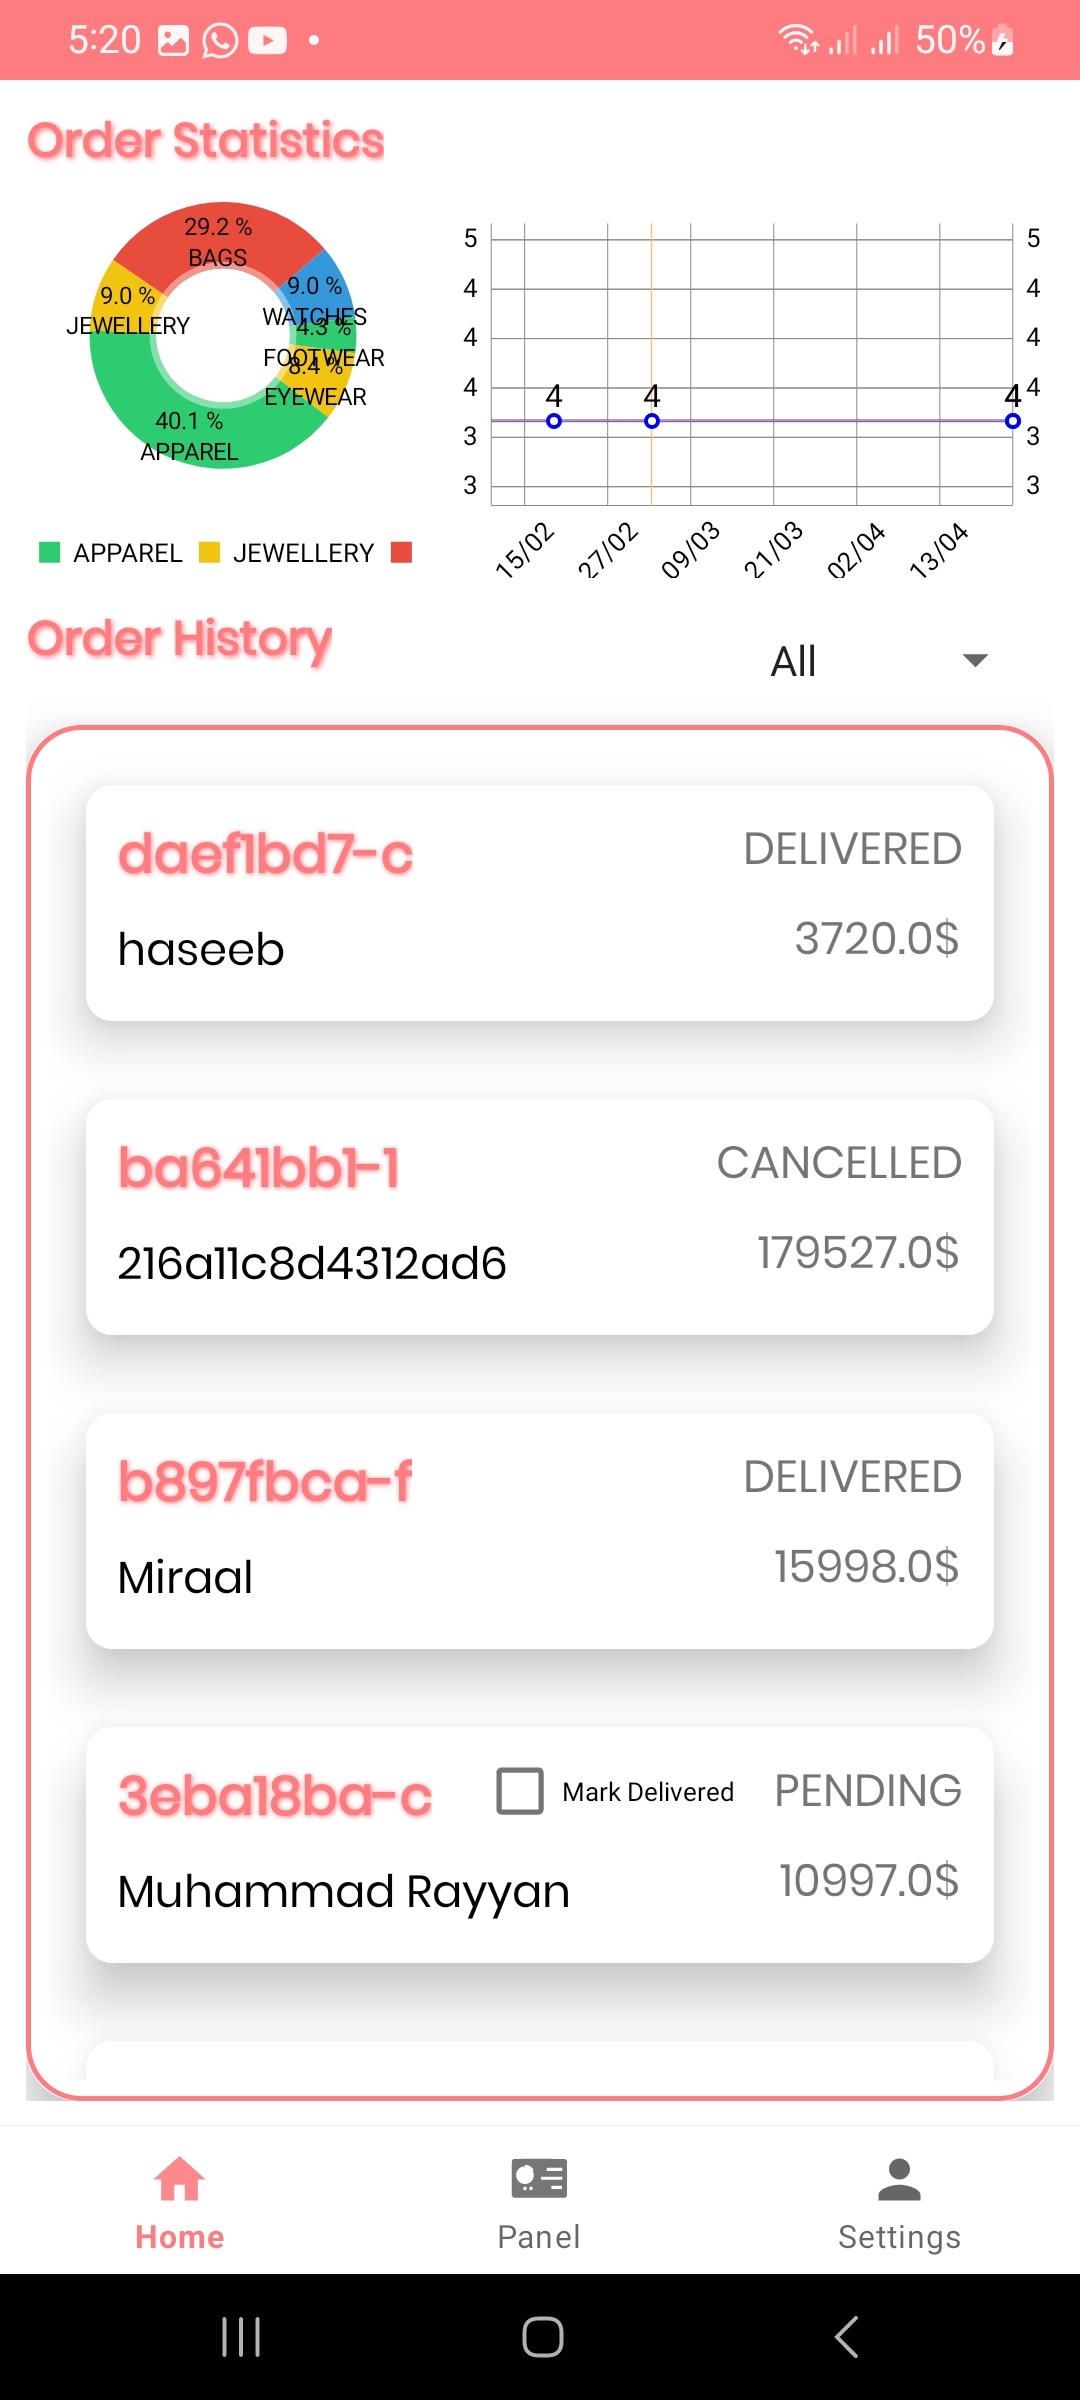 5:20 50%
Order Statistics
29.2 %
BAGS
9.0 %
JEWELLERY
9.0 %
WATCHES
4.3 %
FOOTWEAR
8.4 %
EYEWEAR
40.1 %
APPAREL
APPAREL JEWELLERY
5 5
4 4
4 4
4 4
3 3
3 3
4 4 4
15/02 27/02 09/03 21/03 02/04 13/04
Order History
All
daef1bd7-c DELIVERED
haseeb 3720.0$
ba641bb1-1 CANCELLED
216a11c8d4312ad6 179527.0$
b897fbca-f DELIVERED
Miraal 15998.0$
3eba18ba-c Mark Delivered PENDING
Muhammad Rayyan 10997.0$
Home Panel Settings